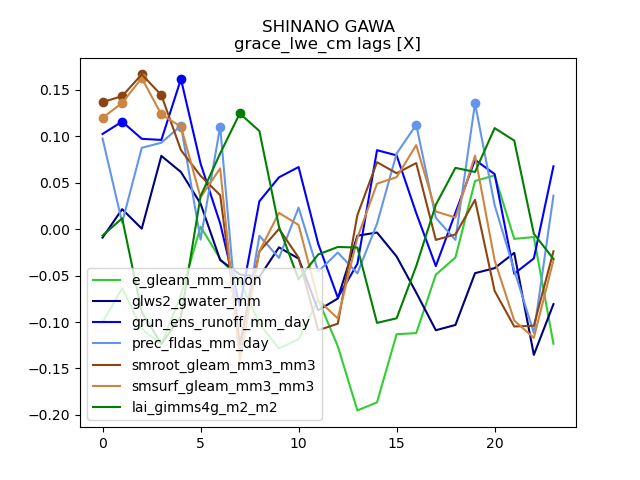 SHINANO GAWA
grace_lwe_cm lags [X]
0.15
0.10
0.05
0.00
−0.05
−0.10
−0.15
−0.20
e_gleam_mm_mon
glws2_gwater_mm
grun_ens_runoff_mm_day
prec_fldas_mm_day
smroot_gleam_mm3_mm3
smsurf_gleam_mm3_mm3
lai_gimms4g_m2_m2
0 5 10 15 20